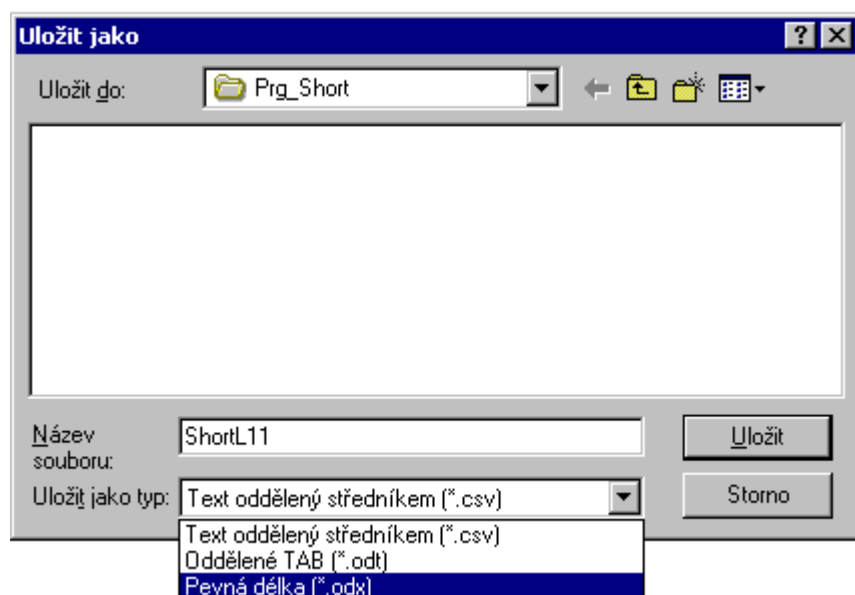 Uložit jako
Uložit do: Prg_Short
Název souboru: ShortL11
Uložit
Uložit jako typ: Text oddělený středníkem (*.csv)
Storno
Text oddělený středníkem (*.csv)
Oddělené TAB (*.odt)
Pevná délka (*.odx)